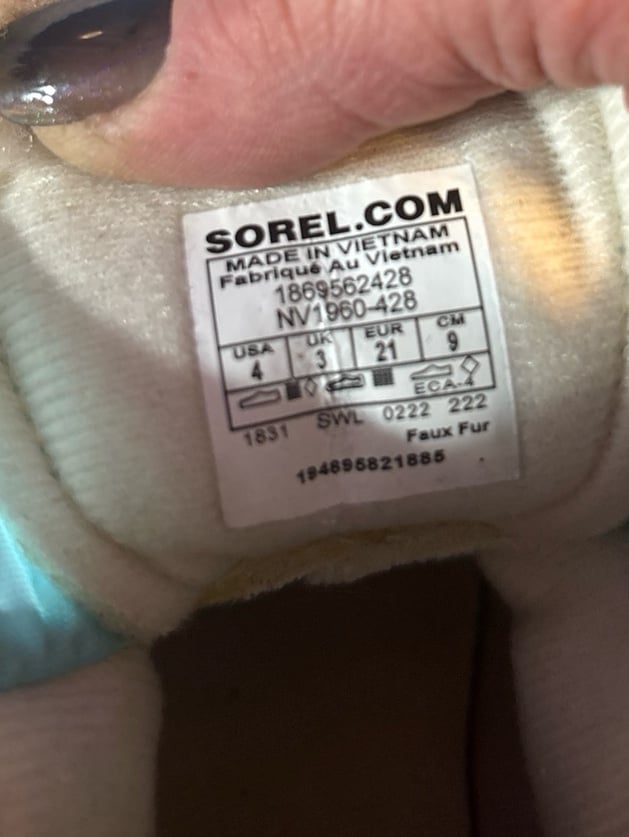 SOREL.COM
MADE IN VIETNAM
Fabriqué Au Vietnam
1869562428
NV1960-428
USA UK EUR CM
4 3 21 9
ECA-4
1831 SWL 0222 222
Faux Fur
194695821885